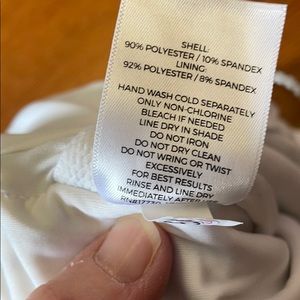 SHELL:
90% POLYESTER / 10% SPANDEX
LINING:
92% POLYESTER / 8% SPANDEX
HAND WASH COLD SEPARATELY
ONLY NON-CHLORINE
BLEACH IF NEEDED
LINE DRY IN SHADE
DO NOT IRON
DO NOT DRY CLEAN
DO NOT WRING OR TWIST
EXCESSIVELY
FOR BEST RESULTS
RINSE AND LINE DRY
IMMEDIATELY AFTER